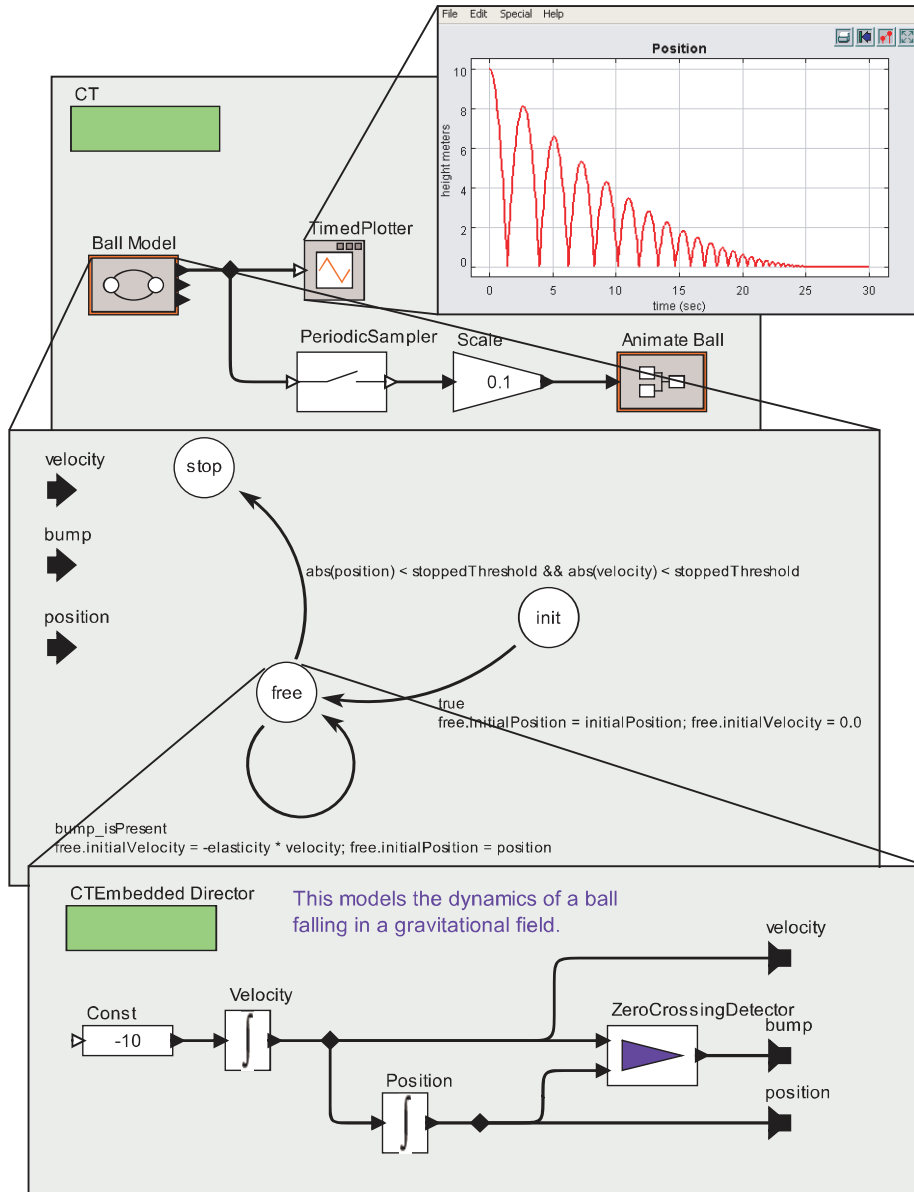 File Edit Special Help
Position
10
8
6
4
2
0
height meters
0 5 10 15 20 25 30
time (sec)
CT
Ball Model
TimedPlotter
PeriodicSampler
Scale
0.1
Animate Ball
velocity
bump
position
stop
abs(position) < stoppedThreshold && abs(velocity) < stoppedThreshold
init
free
true
free.initialPosition = initialPosition; free.initialVelocity = 0.0
bump_isPresent
free.initialVelocity = -elasticity * velocity; free.initialPosition = position
CTEmbedded Director
This models the dynamics of a ball
falling in a gravitational field.
velocity
Const
-10
Velocity
∫
ZeroCrossingDetector
bump
Position
∫
position